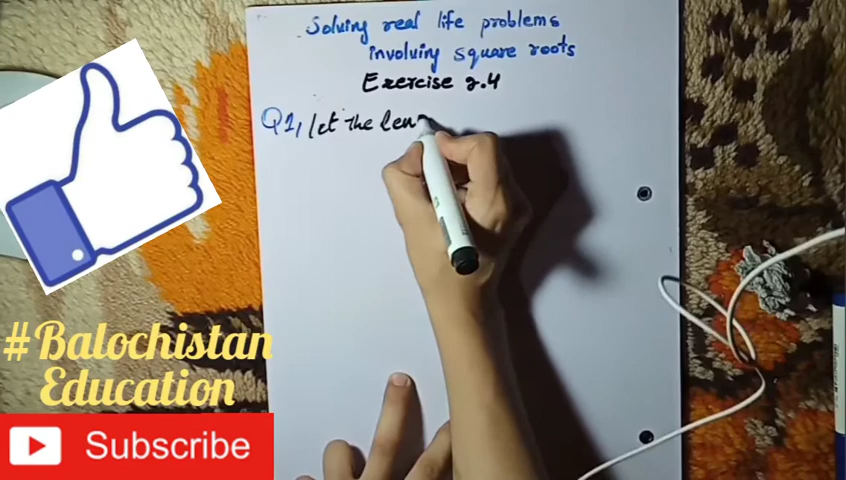 Solving real life problems
involving square roots
Exercise 2.4
Q1, let the len
#Balochistan
Education
Subscribe